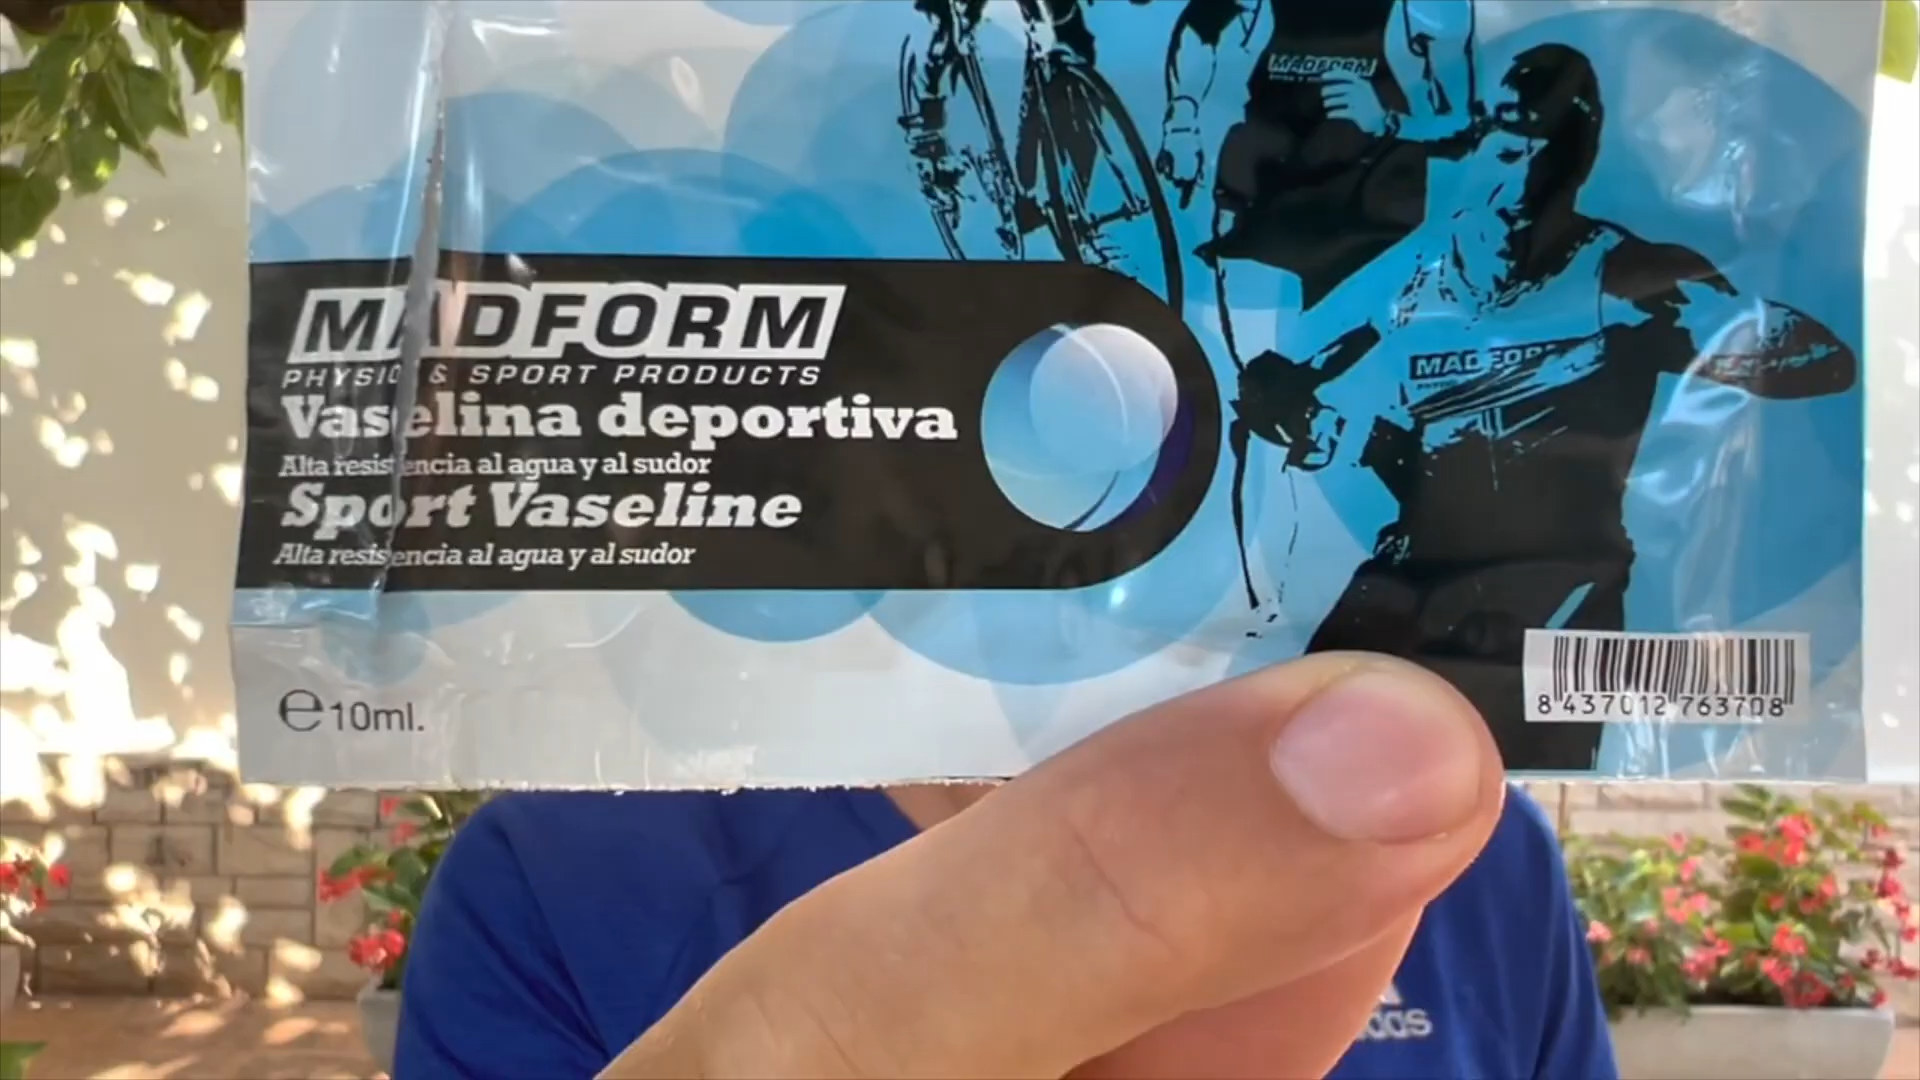 MADFORM
MADFORM
MADFORM
PHYSIO & SPORT PRODUCTS
Vaselina deportiva
Alta resistencia al agua y al sudor
Sport Vaseline
Alta resistencia al agua y al sudor
℮10ml.
8 437012 763708